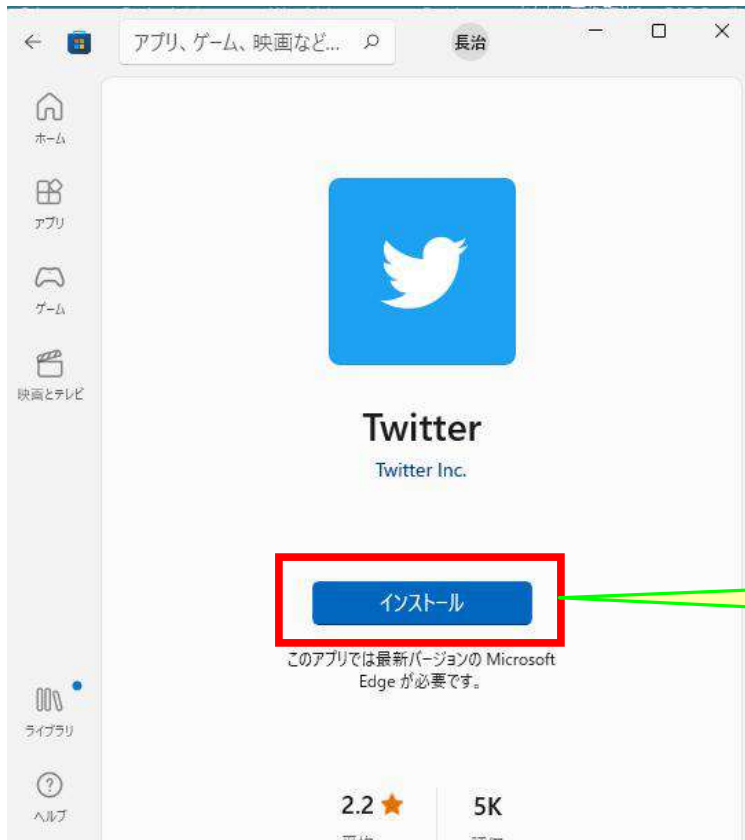 アプリ、ゲーム、映画など...
長治
ホーム
アプリ
ゲーム
映画とテレビ
Twitter
Twitter Inc.
インストール
このアプリでは最新バージョンの Microsoft
Edge が必要です。
ライブラリ
ヘルプ
2.2
5K